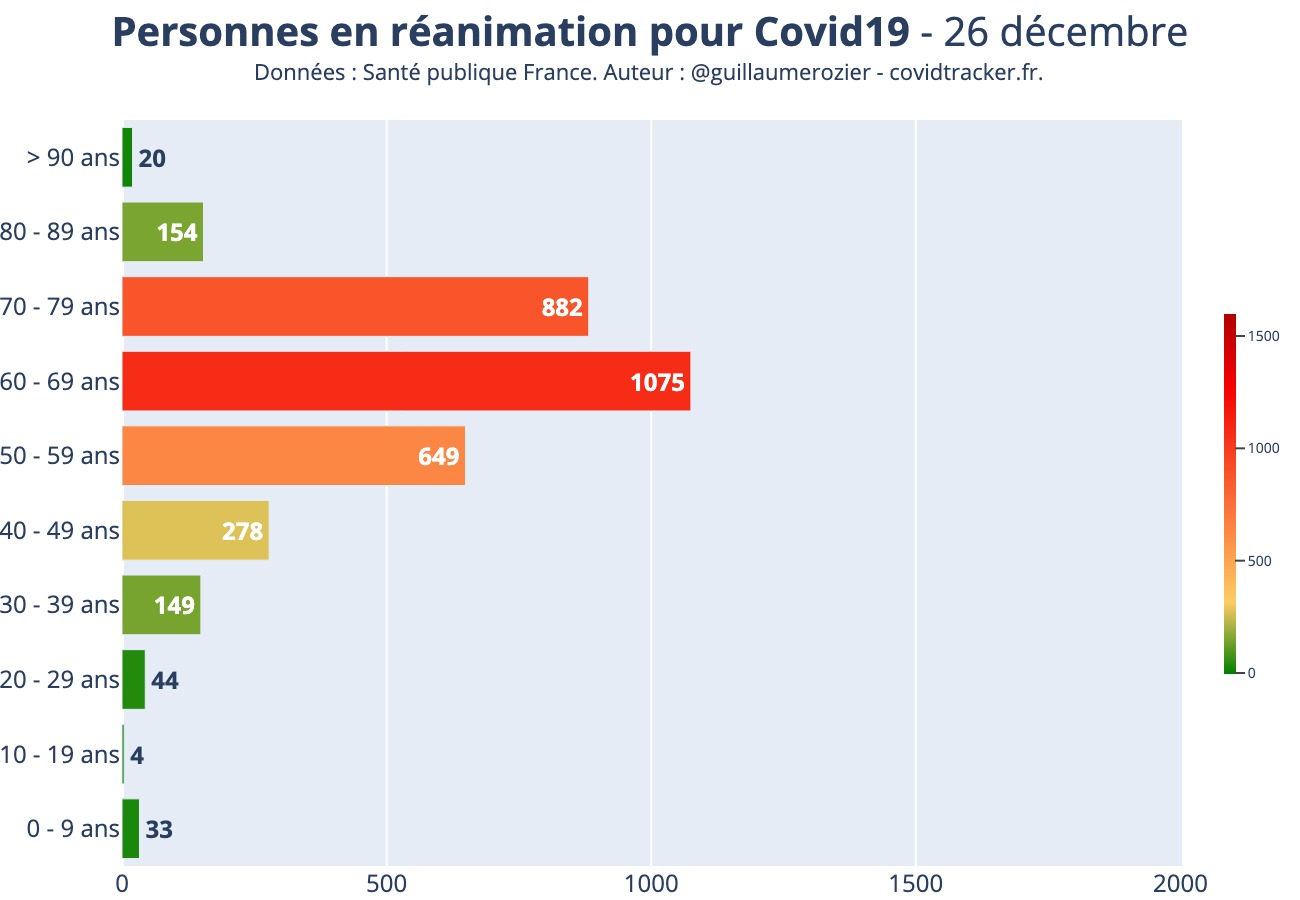 Personnes en réanimation pour Covid19 - 26 décembre
Données : Santé publique France. Auteur : @guillaumerozier - covidtracker.fr.
> 90 ans 20
80 - 89 ans 154
70 - 79 ans 882
60 - 69 ans 1075
50 - 59 ans 649
40 - 49 ans 278
30 - 39 ans 149
20 - 29 ans 44
10 - 19 ans 4
0 - 9 ans 33
0 500 1000 1500 2000
1500
1000
500
0